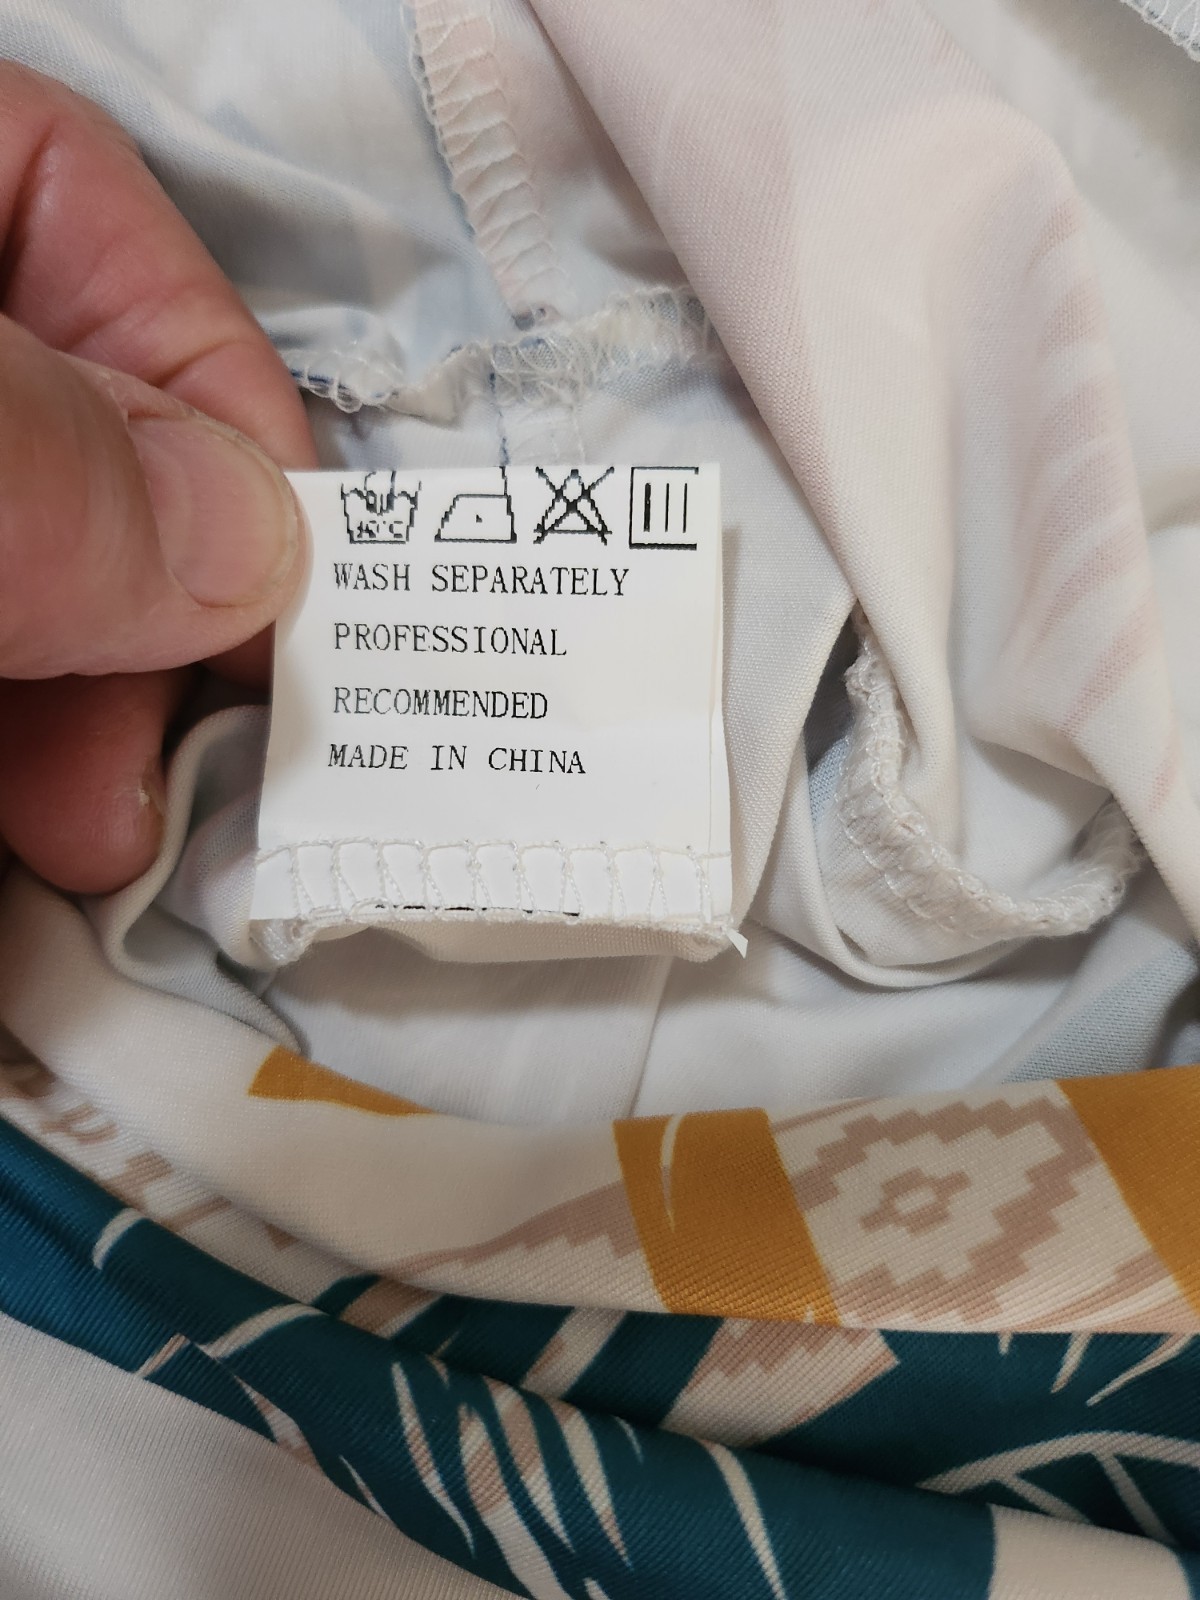 WASH SEPARATELY
PROFESSIONAL
RECOMMENDED
MADE IN CHINA